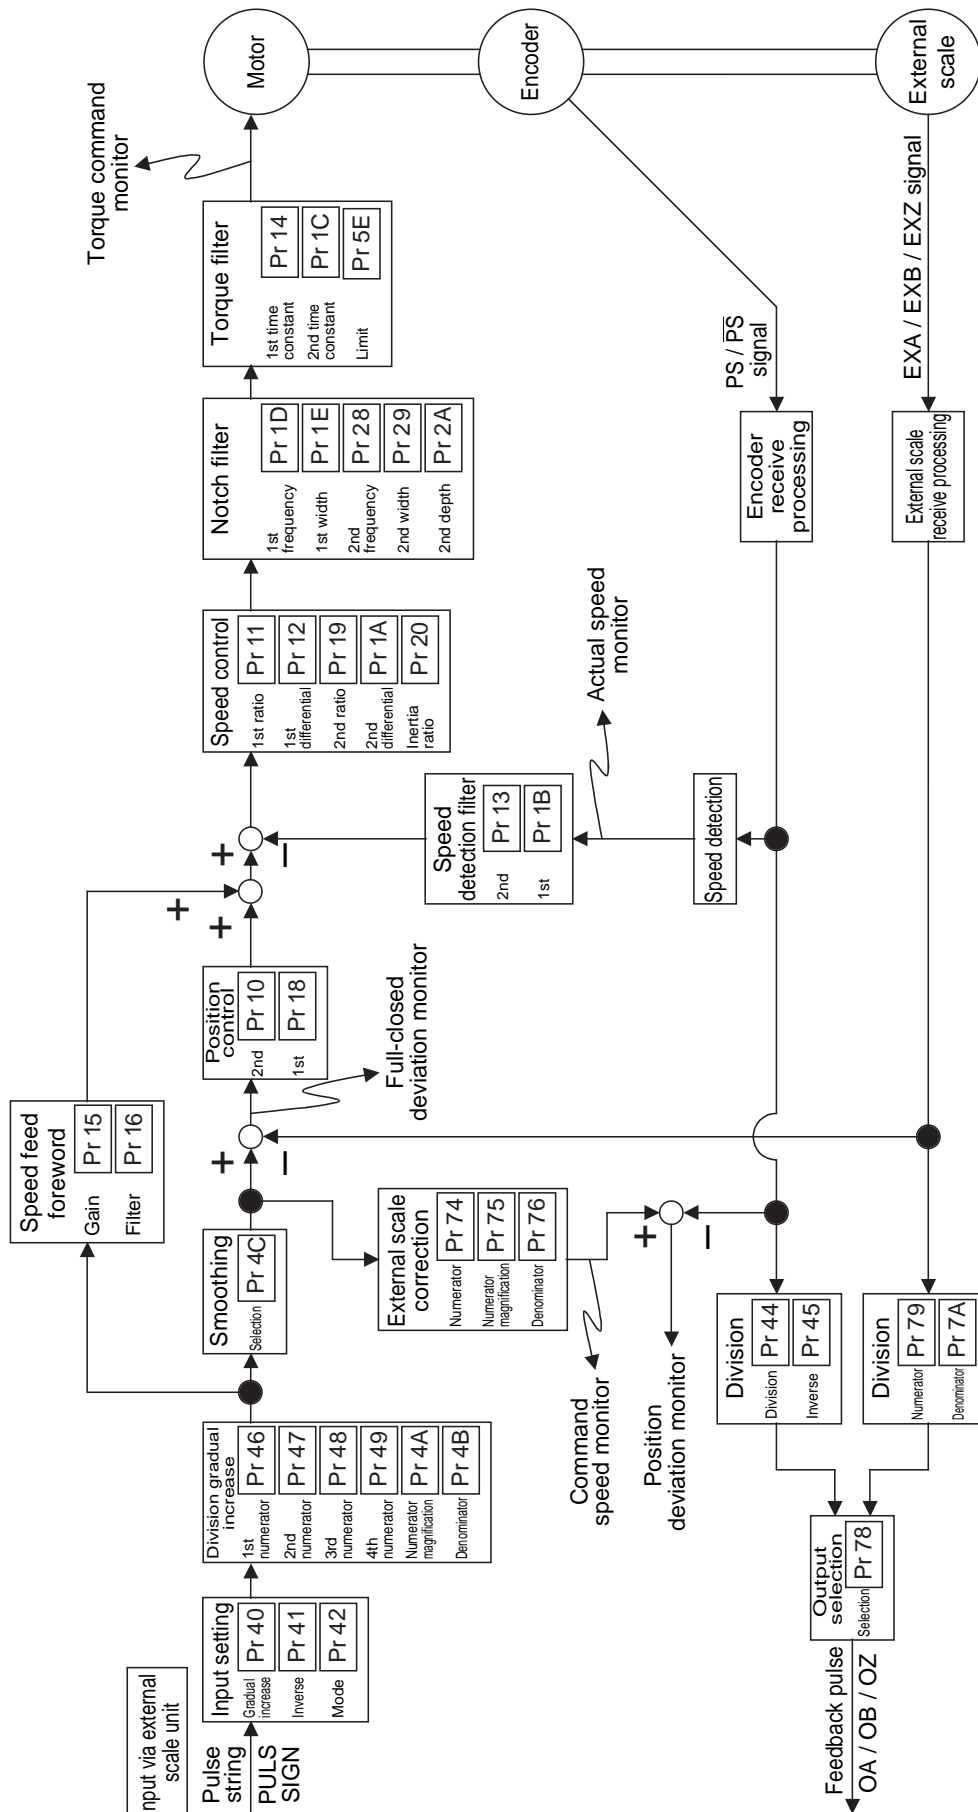 nput via external
scale unit
Pulse
string
PULS
SIGN
Input setting
Gradual
increase
Pr 40
Inverse
Pr 41
Mode
Pr 42
Division gradual
increase
1st
numerator
Pr 46
2nd
numerator
Pr 47
3rd
numerator
Pr 48
4th
numerator
Pr 49
Numerator
magnification
Pr 4A
Denominator
Pr 4B
Smoothing
Selection
Pr 4C
Speed feed
foreword
Gain
Pr 15
Filter
Pr 16
+
−
Full-closed
deviation monitor
Position
control
2nd
Pr 10
1st
Pr 18
+
+
+
−
Speed control
1st ratio
Pr 11
1st
differential
Pr 12
2nd ratio
Pr 19
2nd
differential
Pr 1A
Inertia
ratio
Pr 20
Notch filter
1st
frequency
Pr 1D
1st width
Pr 1E
2nd
frequency
Pr 28
2nd width
Pr 29
2nd depth
Pr 2A
Torque filter
1st time
constant
Pr 14
2nd time
constant
Pr 1C
Limit
Pr 5E
Torque command
monitor
Motor
Encoder
External
scale
External scale
correction
Numerator
Pr 74
Numerator
magnification
Pr 75
Denominator
Pr 76
Command
speed monitor
+
−
Position
deviation monitor
Speed
detection filter
2nd
Pr 13
1st
Pr 1B
Actual speed
monitor
Speed detection
PS / P̅S̅
signal
Encoder
receive
processing
EXA / EXB / EXZ signal
External scale
receive processing
Division
Division
Pr 44
Inverse
Pr 45
Division
Numerator
Pr 79
Denominator
Pr 7A
Output
selection
Selection
Pr 78
Feedback pulse
OA / OB / OZ